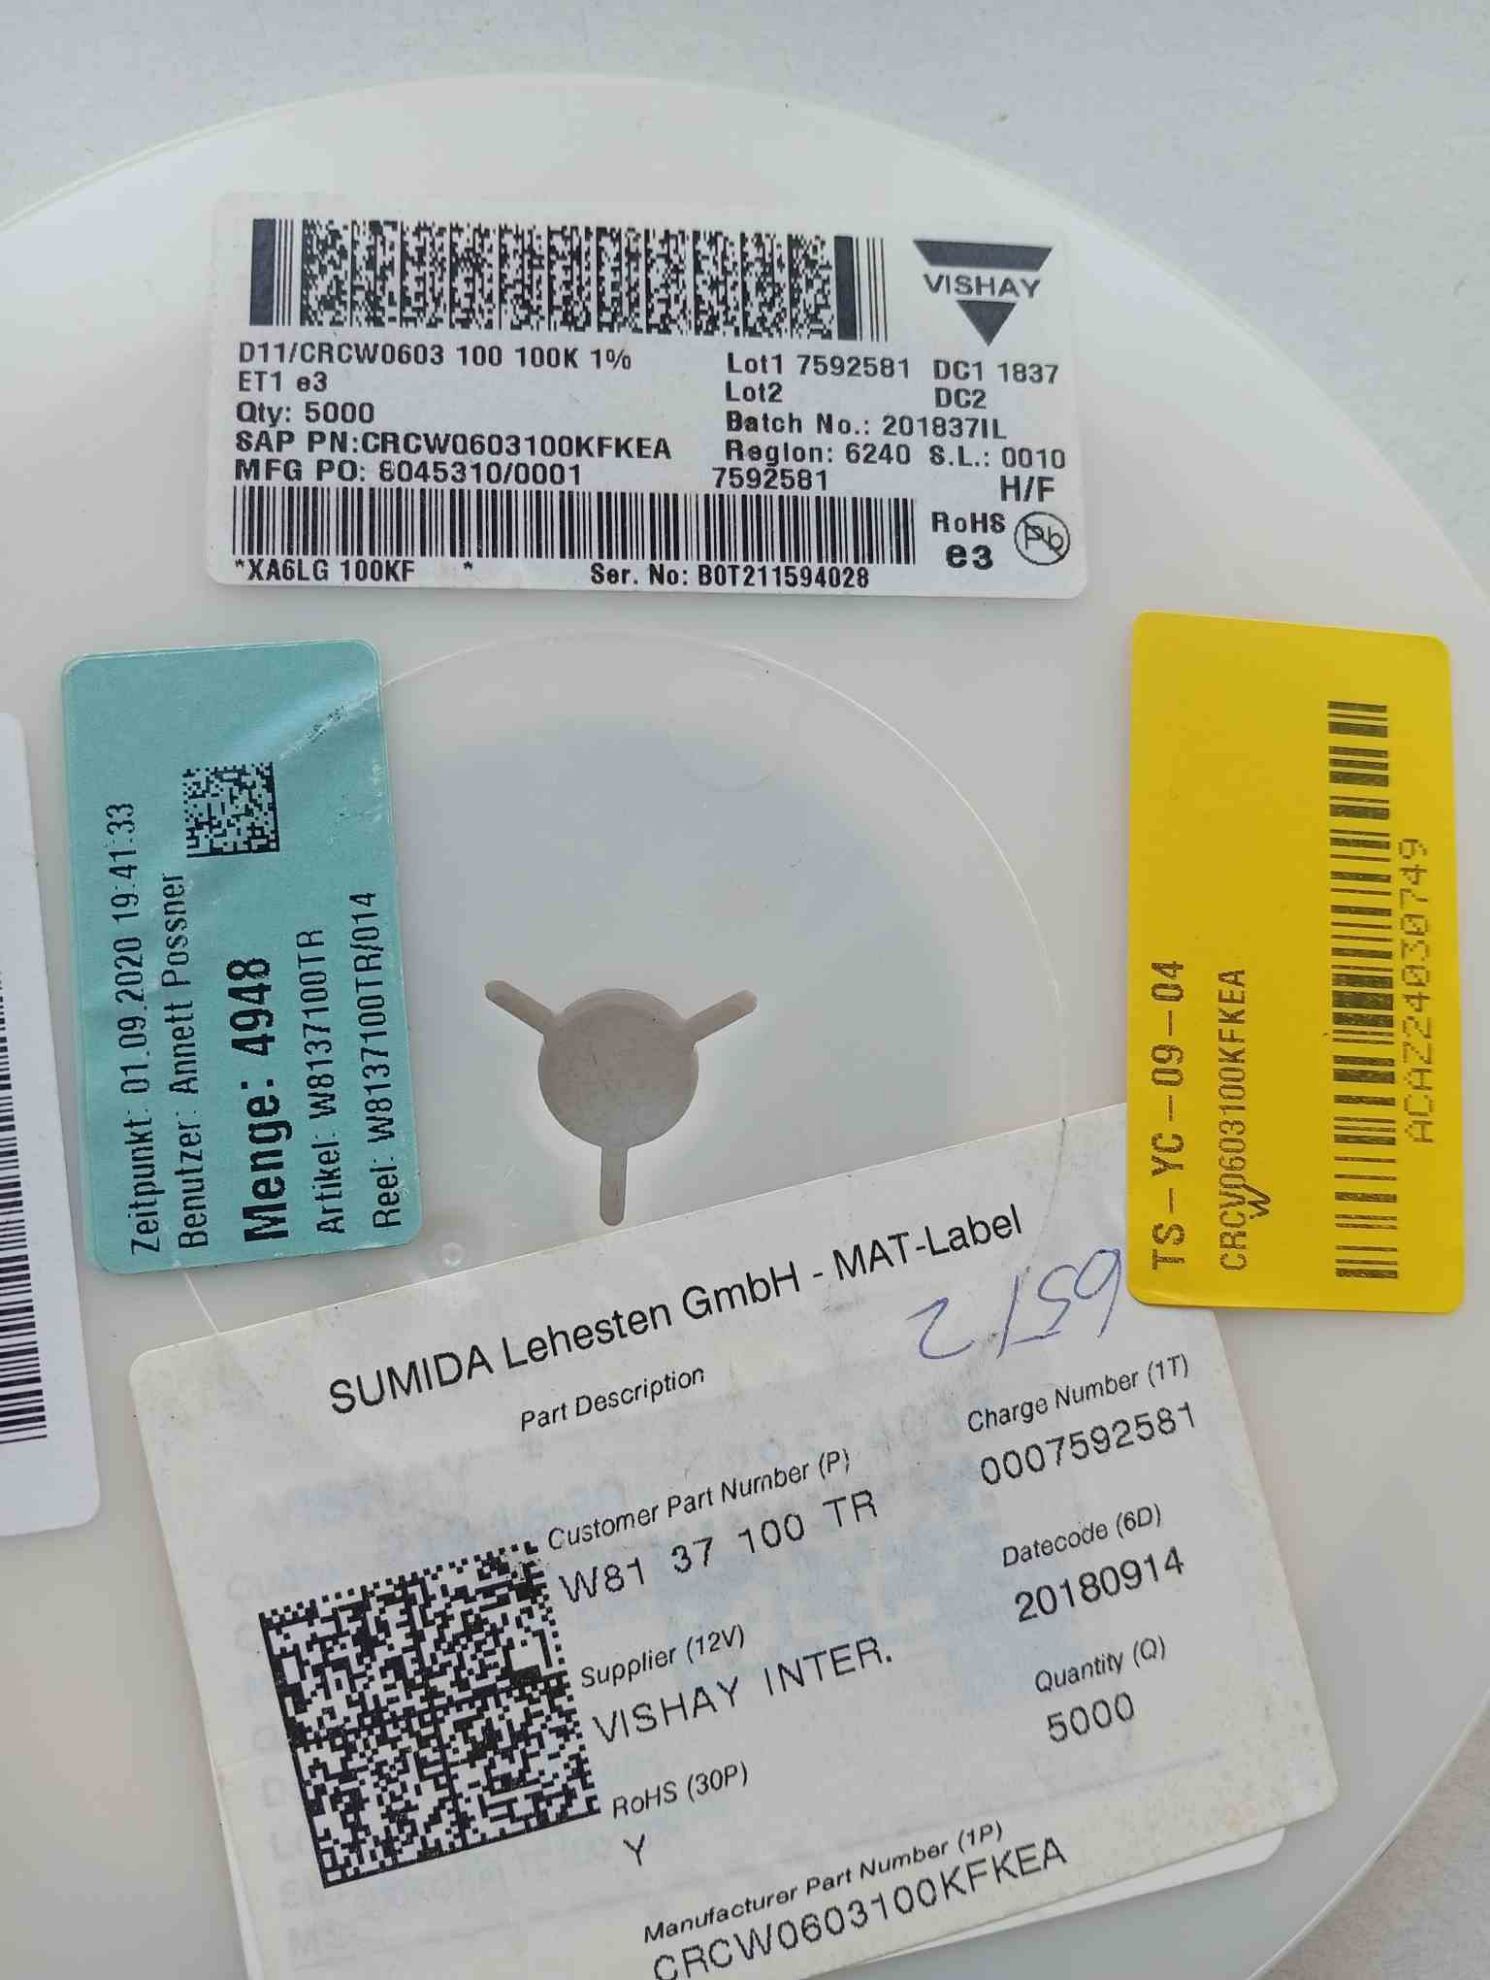 VISHAY
D11/CRCW0603 100 100K 1%
ET1 e3
Qty: 5000
SAP PN:CRCW0603100KFKEA
MFG PO: 8045310/0001
Lot1 7592581 DC1 1837
Lot2 DC2
Batch No.: 201837IL
Region: 6240 S.L.: 0010
7592581 H/F
RoHS
e3
Pb
*XA6LG 100KF *
Ser. No: B0T211594028
Zeitpunkt: 01.09.2020 19:41:33
Benutzer: Annett Possner
Menge: 4948
Artikel: W8137100TR
Reel: W8137100TR/014
TS-YC-09-04
CRCV0603100KFKEA
W
ACAZ24030749
SUMIDA Lehesten GmbH - MAT-Label
Part Description
Customer Part Number (P)
W81 37 100 TR
Supplier (12V)
VISHAY INTER.
RoHS (30P)
Y
Charge Number (1T)
0007592581
Datecode (6D)
20180914
Quantity (Q)
5000
Manufacturer Part Number (1P)
CRCW0603100KFKEA